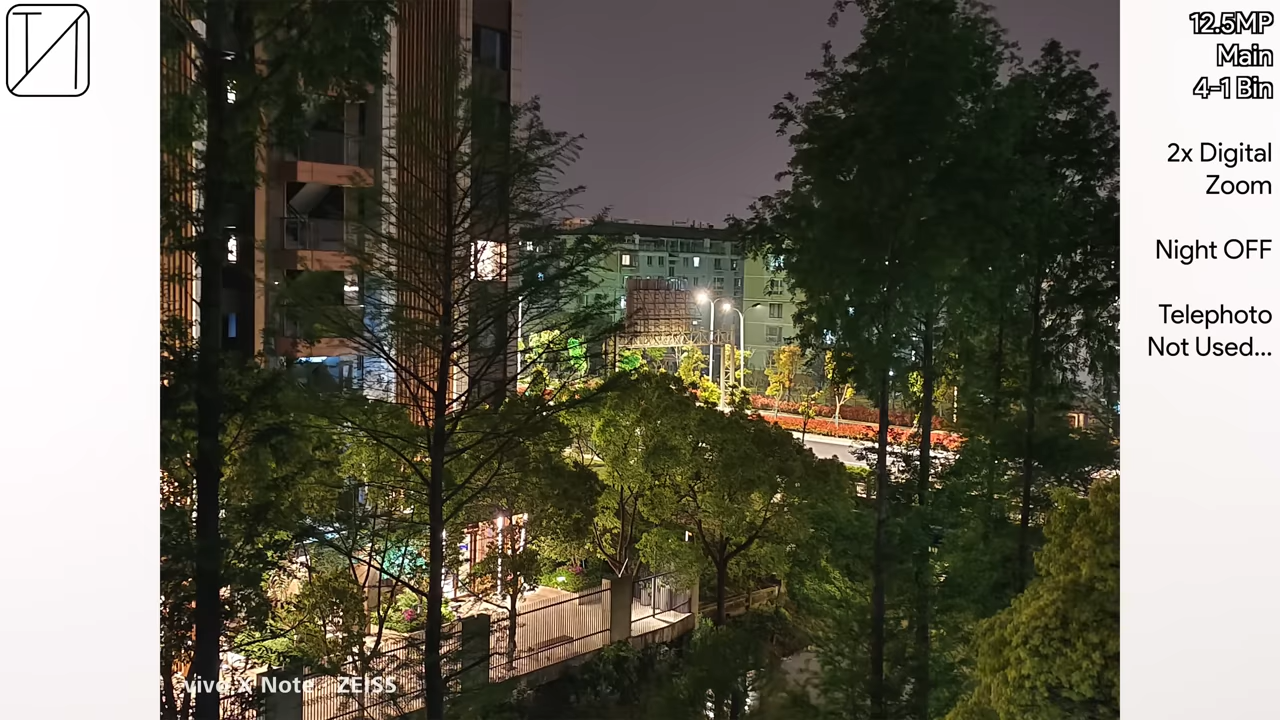 12.5MP
Main
4-1 Bin
2x Digital
Zoom
Night OFF
Telephoto
Not Used...
vivo X Note ZEISS